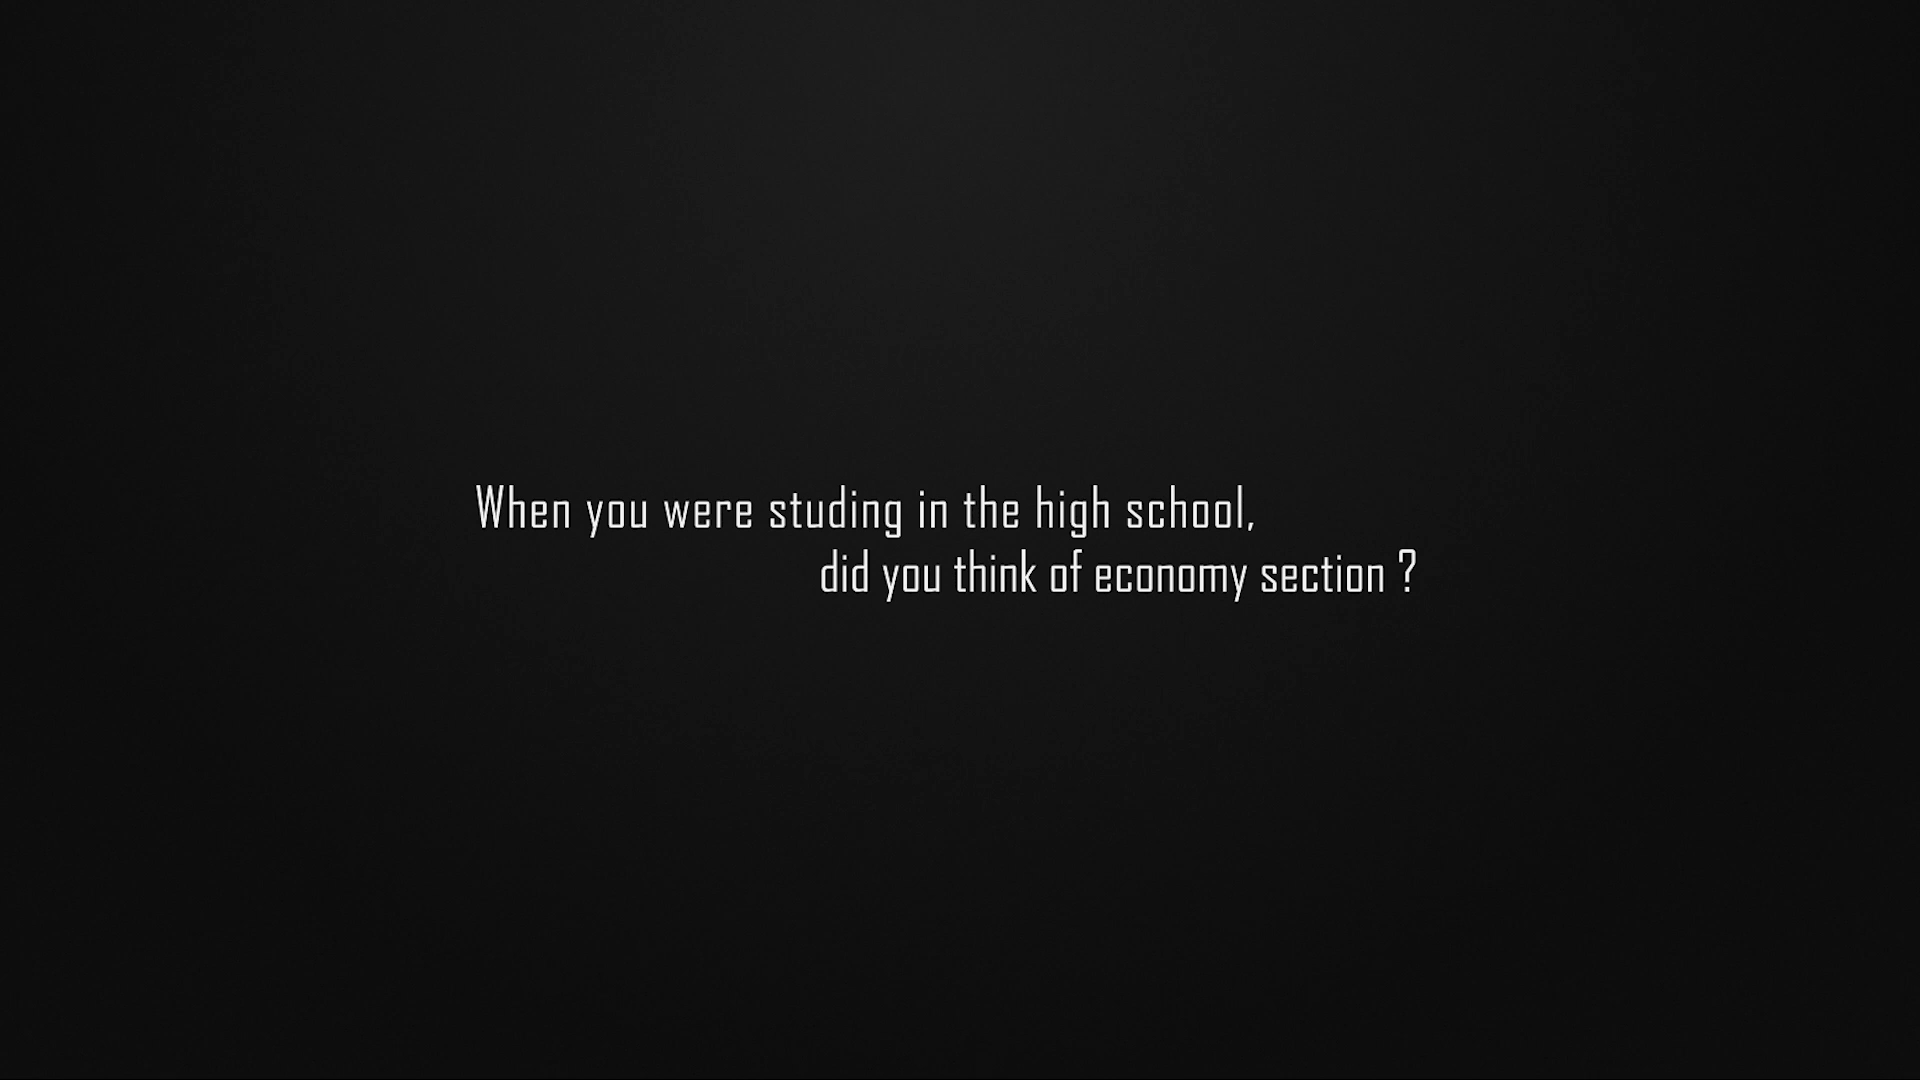 When you were studing in the high school,
did you think of economy section ?